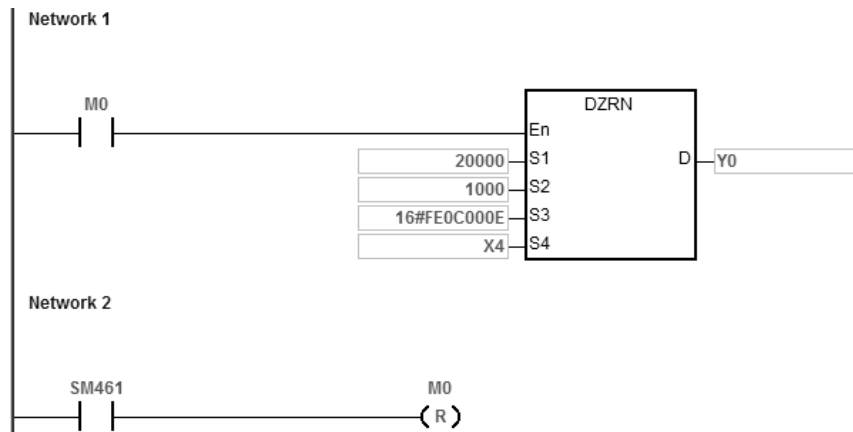 Network 1
M0
DZRN
En
20000 S1 D Y0
1000 S2
16#FE0C000E S3
X4 S4
Network 2
SM461 M0
R